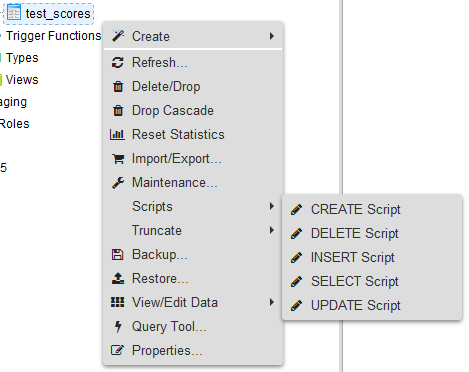 test_scores
Trigger Functions
Types
Views
aging
Roles
5
Create
Refresh...
Delete/Drop
Drop Cascade
Reset Statistics
Import/Export...
Maintenance...
Scripts
Truncate
Backup...
Restore...
View/Edit Data
Query Tool...
Properties...
CREATE Script
DELETE Script
INSERT Script
SELECT Script
UPDATE Script